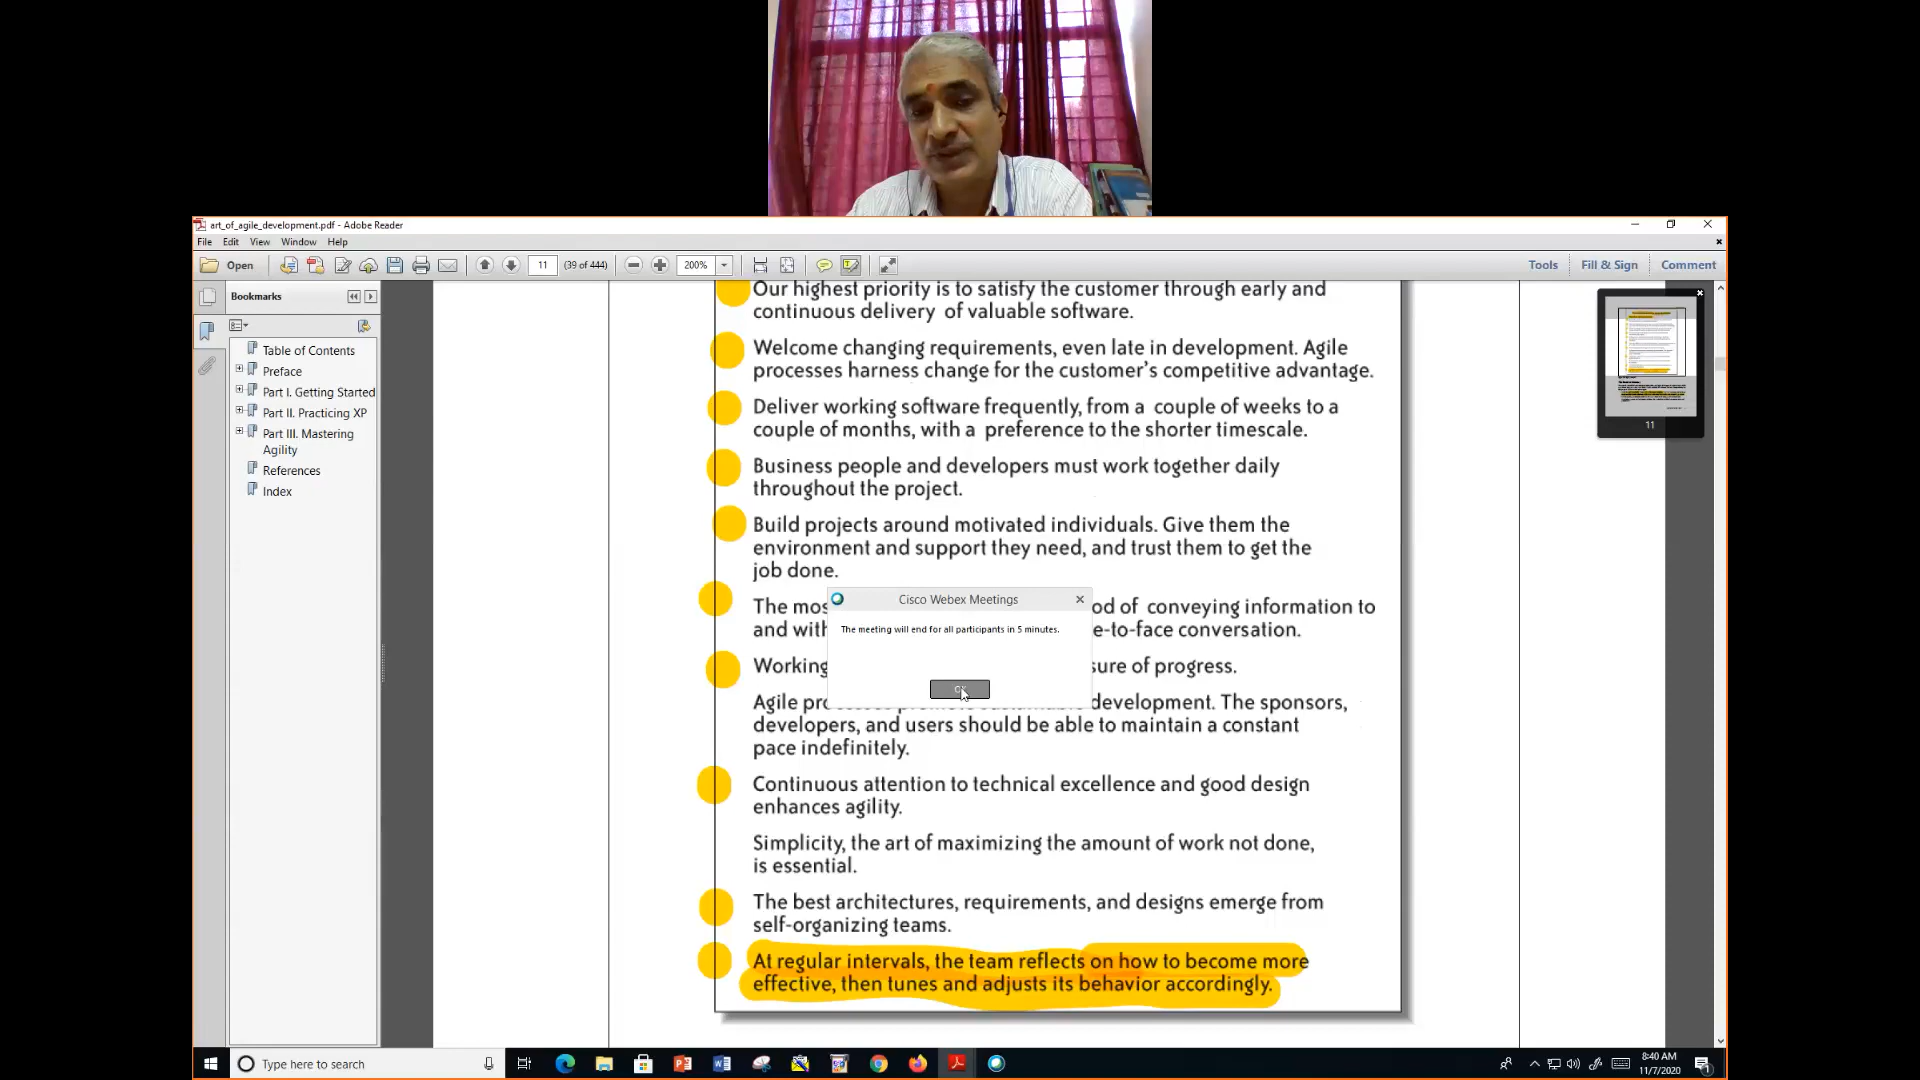 art_of_agile_development.pdf - Adobe Reader
File Edit View Window Help
Open 11 (39 of 444) 200% Tools Fill & Sign Comment
Bookmarks
Table of Contents
Preface
Part I. Getting Started
Part II. Practicing XP
Part III. Mastering
Agility
References
Index
Our highest priority is to satisfy the customer through early and
continuous delivery of valuable software.
Welcome changing requirements, even late in development. Agile
processes harness change for the customer's competitive advantage.
Deliver working software frequently, from a couple of weeks to a
couple of months, with a preference to the shorter timescale.
Business people and developers must work together daily
throughout the project.
Build projects around motivated individuals. Give them the
environment and support they need, and trust them to get the
job done.
The mos od of conveying information to
and with e-to-face conversation.
Working sure of progress.
Cisco Webex Meetings
The meeting will end for all participants in 5 minutes.
OK
Agile development. The sponsors,
developers, and users should be able to maintain a constant
pace indefinitely.
Continuous attention to technical excellence and good design
enhances agility.
Simplicity, the art of maximizing the amount of work not done,
is essential.
The best architectures, requirements, and designs emerge from
self-organizing teams.
At regular intervals, the team reflects on how to become more
effective, then tunes and adjusts its behavior accordingly.
11
Type here to search
8:40 AM
11/7/2020